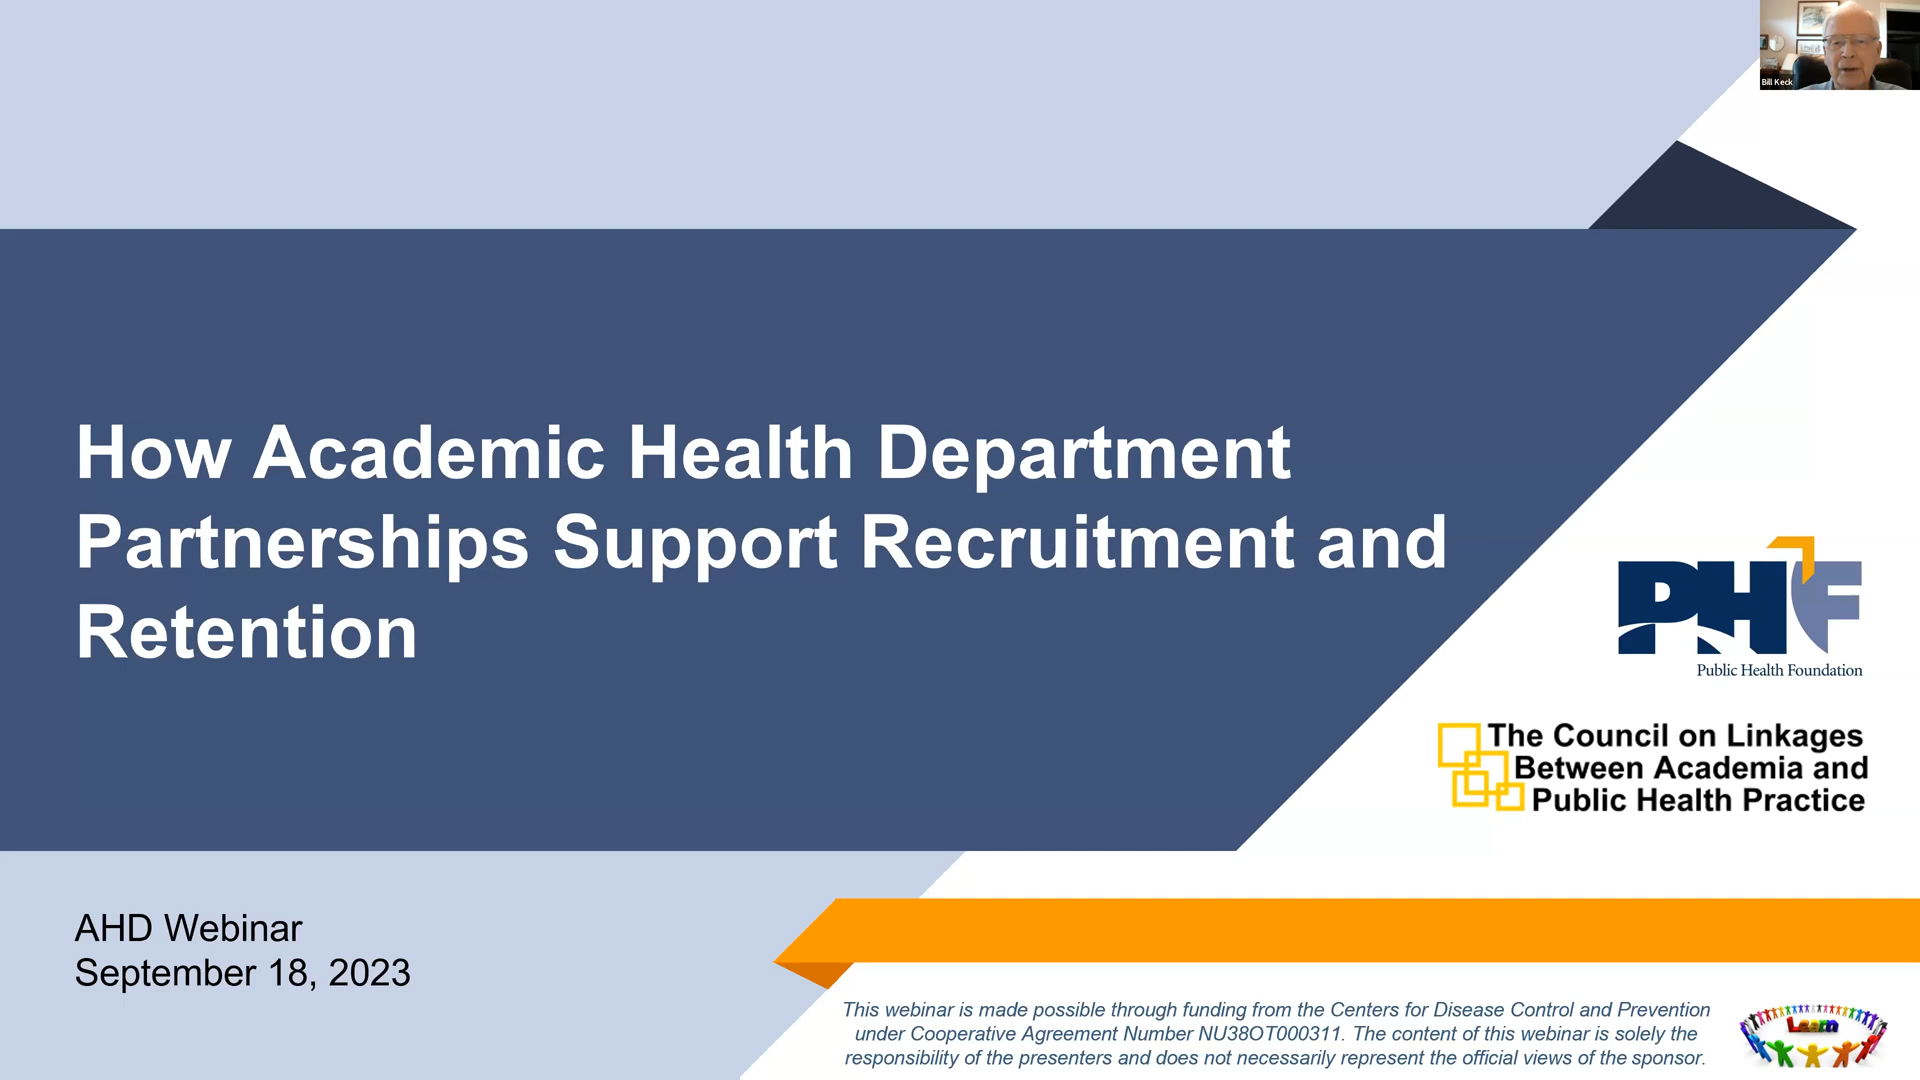 Bill Keck
How Academic Health Department
Partnerships Support Recruitment and
Retention
PHF
Public Health Foundation
The Council on Linkages
Between Academia and
Public Health Practice
AHD Webinar
September 18, 2023
This webinar is made possible through funding from the Centers for Disease Control and Prevention
under Cooperative Agreement Number NU38OT000311. The content of this webinar is solely the
responsibility of the presenters and does not necessarily represent the official views of the sponsor.
Learn